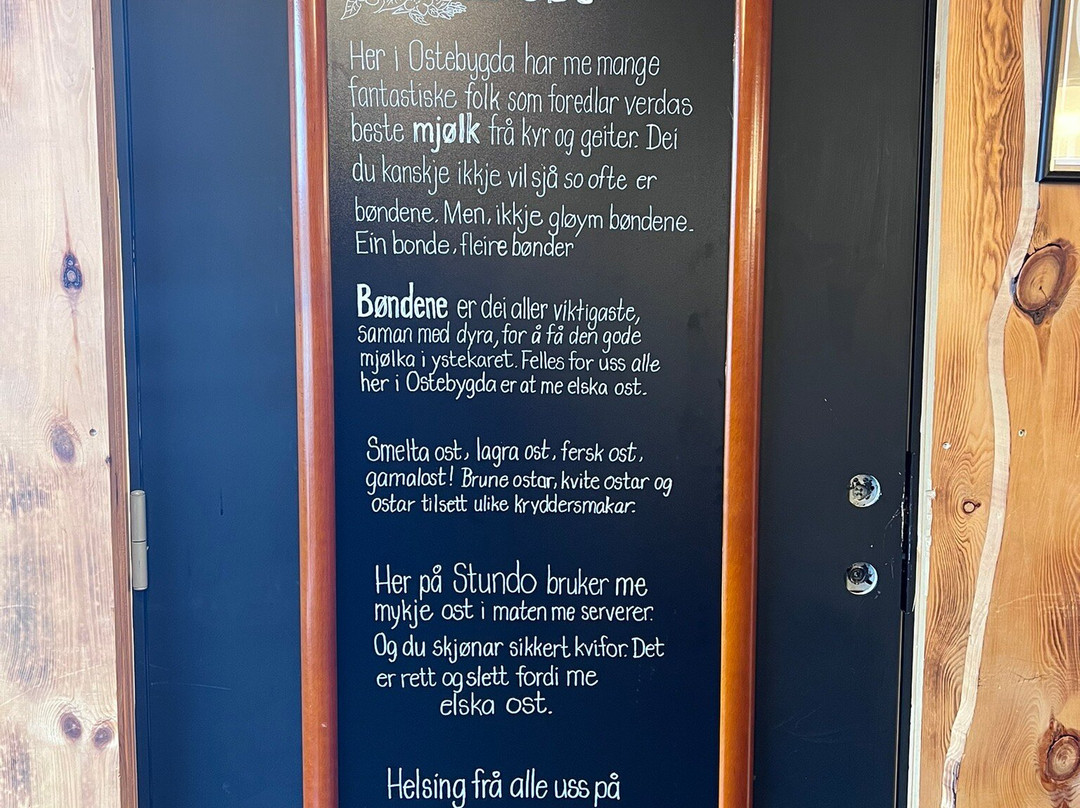 Her i Ostebygda har me mange
fantastiske folk som foredlar verdas
beste mjølk frå kyr og geiter. Dei
du kanskje ikkje vil sjå so ofte er
bøndene. Men, ikkje gløym bøndene.
Ein bonde, fleire bønder
Bøndene er dei aller viktigaste,
saman med dyra, for å få den gode
mjølka i ystekaret. Felles for uss alle
her i Ostebygda er at me elska ost.
Smelta ost, lagra ost, fersk ost,
gamalost! Brune ostar, kvite ostar og
ostar tilsett ulike kryddersmakar.
Her på Stundo bruker me
mykje ost i maten me serverer.
Og du skjønar sikkert kvifor. Det
er rett og slett fordi me
elska ost.
Helsing frå alle uss på